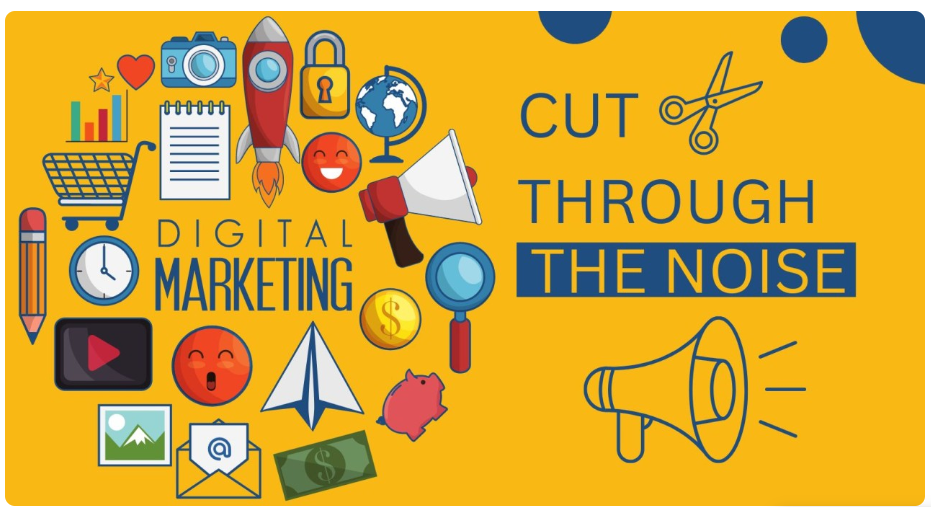 DIGITAL
MARKETING
$
@
$
CUT
THROUGH
THE NOISE